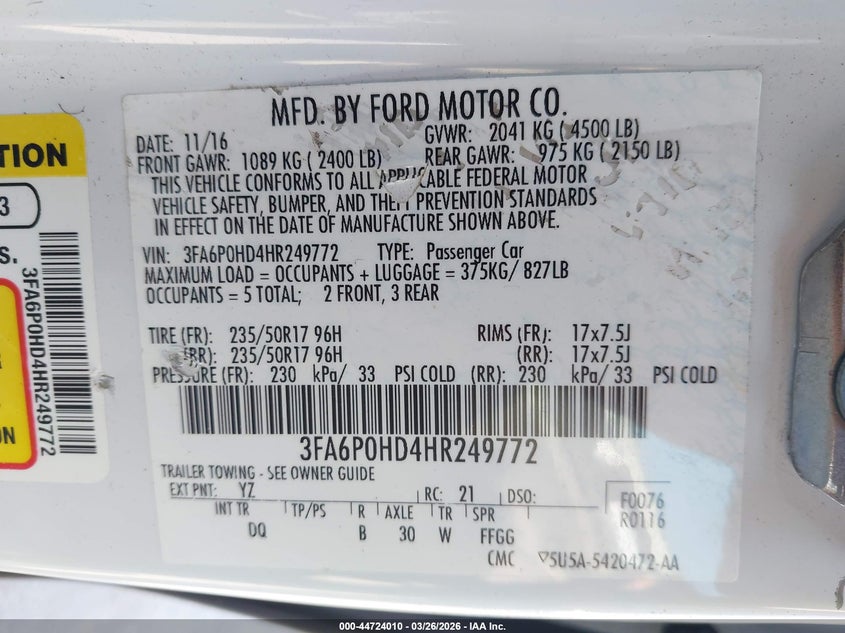 MFD. BY FORD MOTOR CO.
DATE: 11/16 GVWR: 2041 KG ( 4500 LB)
FRONT GAWR: 1089 KG ( 2400 LB) REAR GAWR: 975 KG ( 2150 LB)
THIS VEHICLE CONFORMS TO ALL APPLICABLE FEDERAL MOTOR
VEHICLE SAFETY, BUMPER, AND THEFT PREVENTION STANDARDS
IN EFFECT ON THE DATE OF MANUFACTURE SHOWN ABOVE.
VIN: 3FA6P0HD4HR249772 TYPE: Passenger Car
MAXIMUM LOAD = OCCUPANTS + LUGGAGE = 375KG/ 827LB
OCCUPANTS = 5 TOTAL; 2 FRONT, 3 REAR
TIRE (FR): 235/50R17 96H RIMS (FR): 17x7.5J
(RR): 235/50R17 96H (RR): 17x7.5J
PRESSURE (FR): 230 kPa/ 33 PSI COLD (RR): 230 kPa/ 33 PSI COLD
3FA6P0HD4HR249772
TRAILER TOWING - SEE OWNER GUIDE
EXT PNT: YZ RC: 21 DSO:
INT TR TP/PS R AXLE TR SPR
DQ B 30 W FFGG
F0076
R0116
CMC 5U5A-5420472-AA
TION
3
S.
3FA6P0HD4HR249772
R
ON
000-44724010 - 03/26/2026 - IAA Inc.